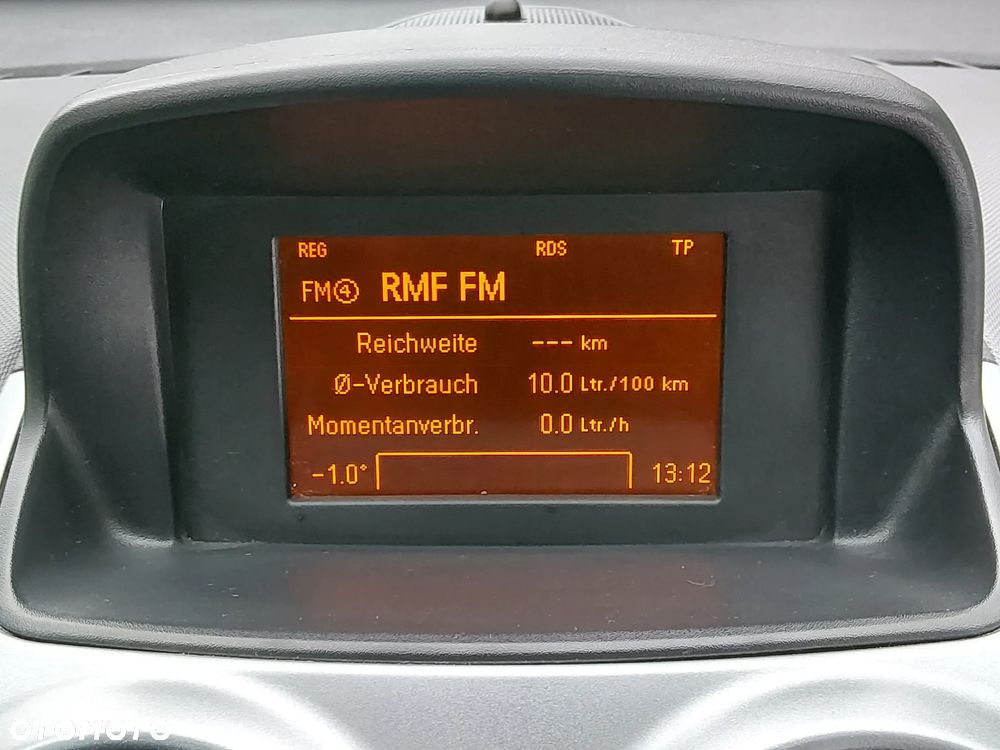 REG RDS TP
FM④ RMF FM
Reichweite --- km
Ø-Verbrauch 10.0 Ltr./100 km
Momentanverbr. 0.0 Ltr./h
-1.0° 13:12
OTOMOTO